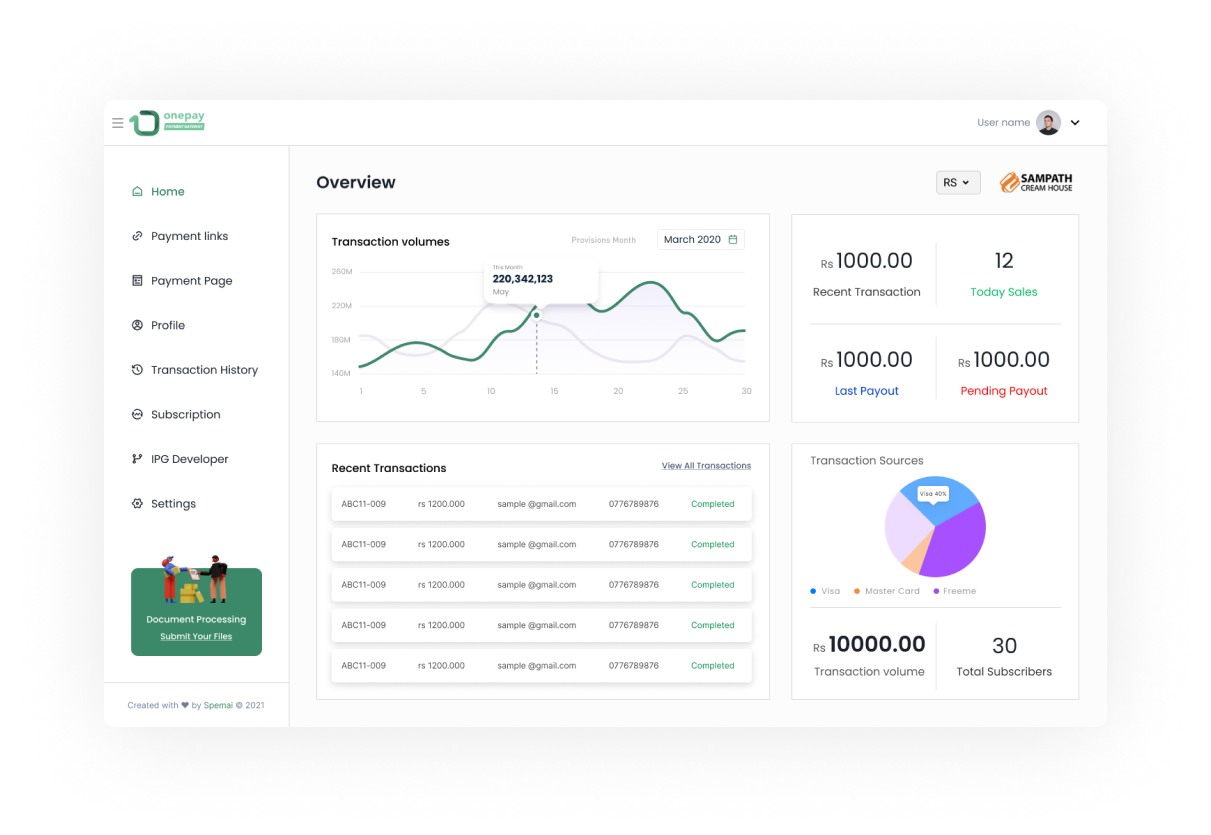 onepay
PAYMENT GATEWAY
User name
Home
Payment links
Payment Page
Profile
Transaction History
Subscription
IPG Developer
Settings
Document Processing
Submit Your Files
Created with ❤ by Spemai © 2021
Overview
RS
SAMPATH
CREAM HOUSE
Transaction volumes
Provisions Month
March 2020
260M
220M
180M
140M
This Month
220,342,123
May
1 5 10 15 20 25 30
Rs 1000.00
Recent Transaction
12
Today Sales
Rs 1000.00
Last Payout
Rs 1000.00
Pending Payout
Recent Transactions
View All Transactions
ABC11-009 rs 1200.000 sample @gmail.com 0776789876 Completed
ABC11-009 rs 1200.000 sample @gmail.com 0776789876 Completed
ABC11-009 rs 1200.000 sample @gmail.com 0776789876 Completed
ABC11-009 rs 1200.000 sample @gmail.com 0776789876 Completed
ABC11-009 rs 1200.000 sample @gmail.com 0776789876 Completed
Transaction Sources
Visa 40%
Visa Master Card Freeme
Rs 10000.00
Transaction volume
30
Total Subscribers